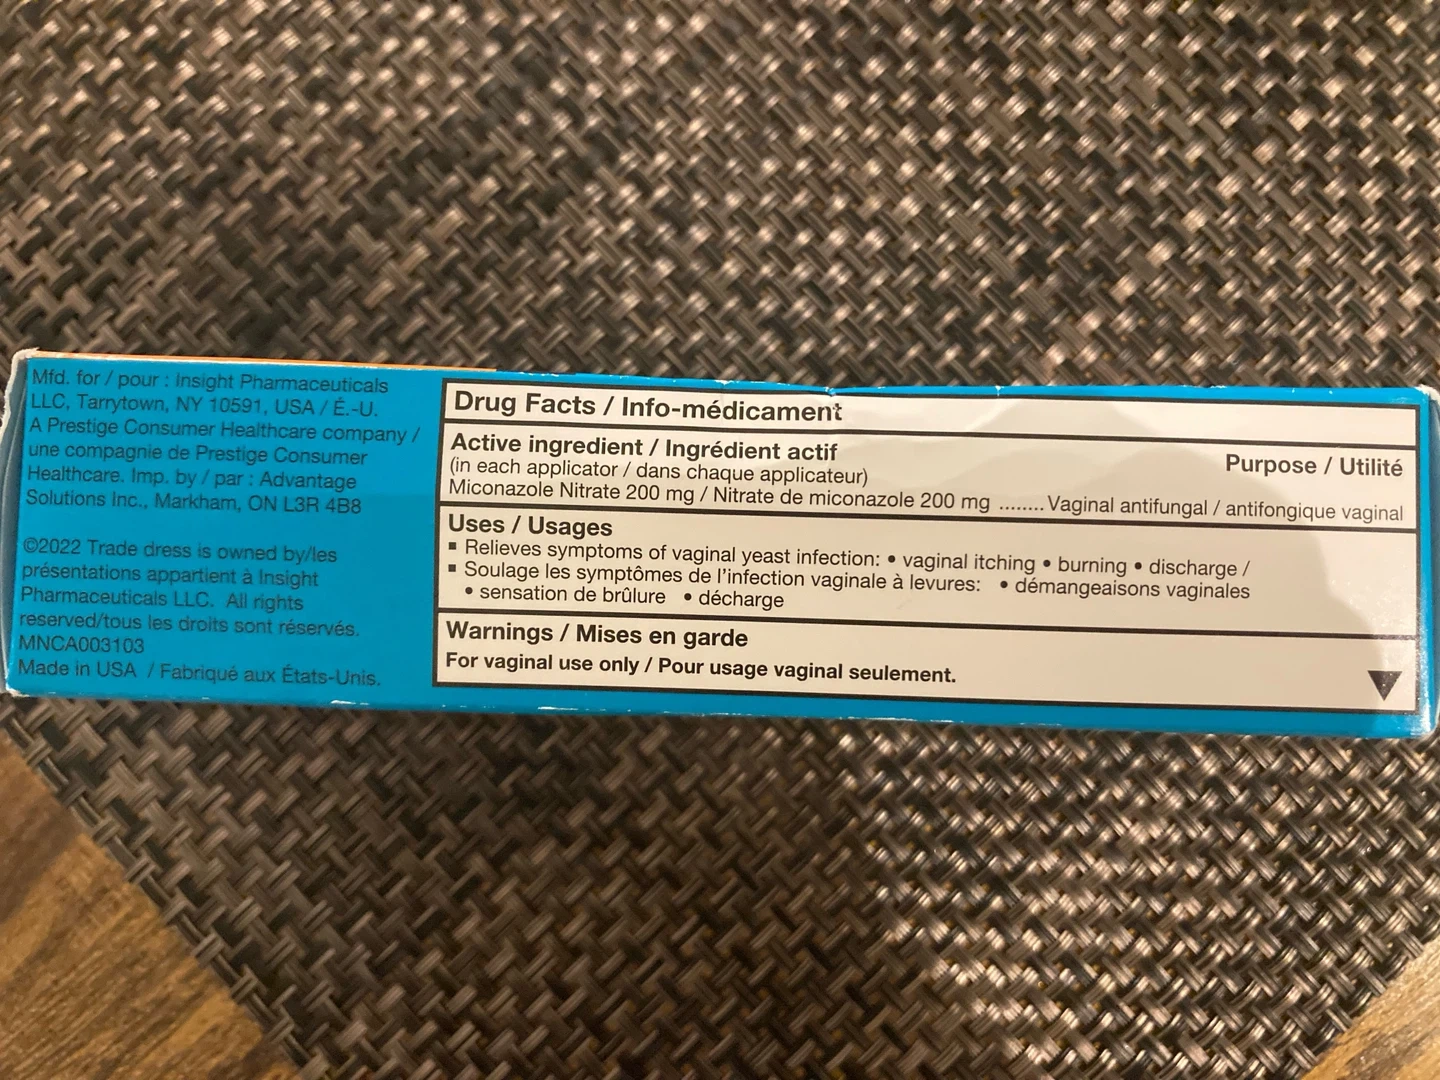 Mfd. for / pour : Insight Pharmaceuticals
LLC, Tarrytown, NY 10591, USA / É.-U.
A Prestige Consumer Healthcare company /
une compagnie de Prestige Consumer
Healthcare. Imp. by / par : Advantage
Solutions Inc., Markham, ON L3R 4B8
©2022 Trade dress is owned by/les
présentations appartient à Insight
Pharmaceuticals LLC. All rights
reserved/tous les droits sont réservés.
MNCA003103
Made in USA / Fabriqué aux États-Unis.
Drug Facts / Info-médicament
Active ingredient / Ingrédient actif
(in each applicator / dans chaque applicateur)
Purpose / Utilité
Miconazole Nitrate 200 mg / Nitrate de miconazole 200 mg ........ Vaginal antifungal / antifongique vaginal
Uses / Usages
▪ Relieves symptoms of vaginal yeast infection: • vaginal itching • burning • discharge /
▪ Soulage les symptômes de l'infection vaginale à levures: • démangeaisons vaginales
• sensation de brûlure • décharge
Warnings / Mises en garde
For vaginal use only / Pour usage vaginal seulement.